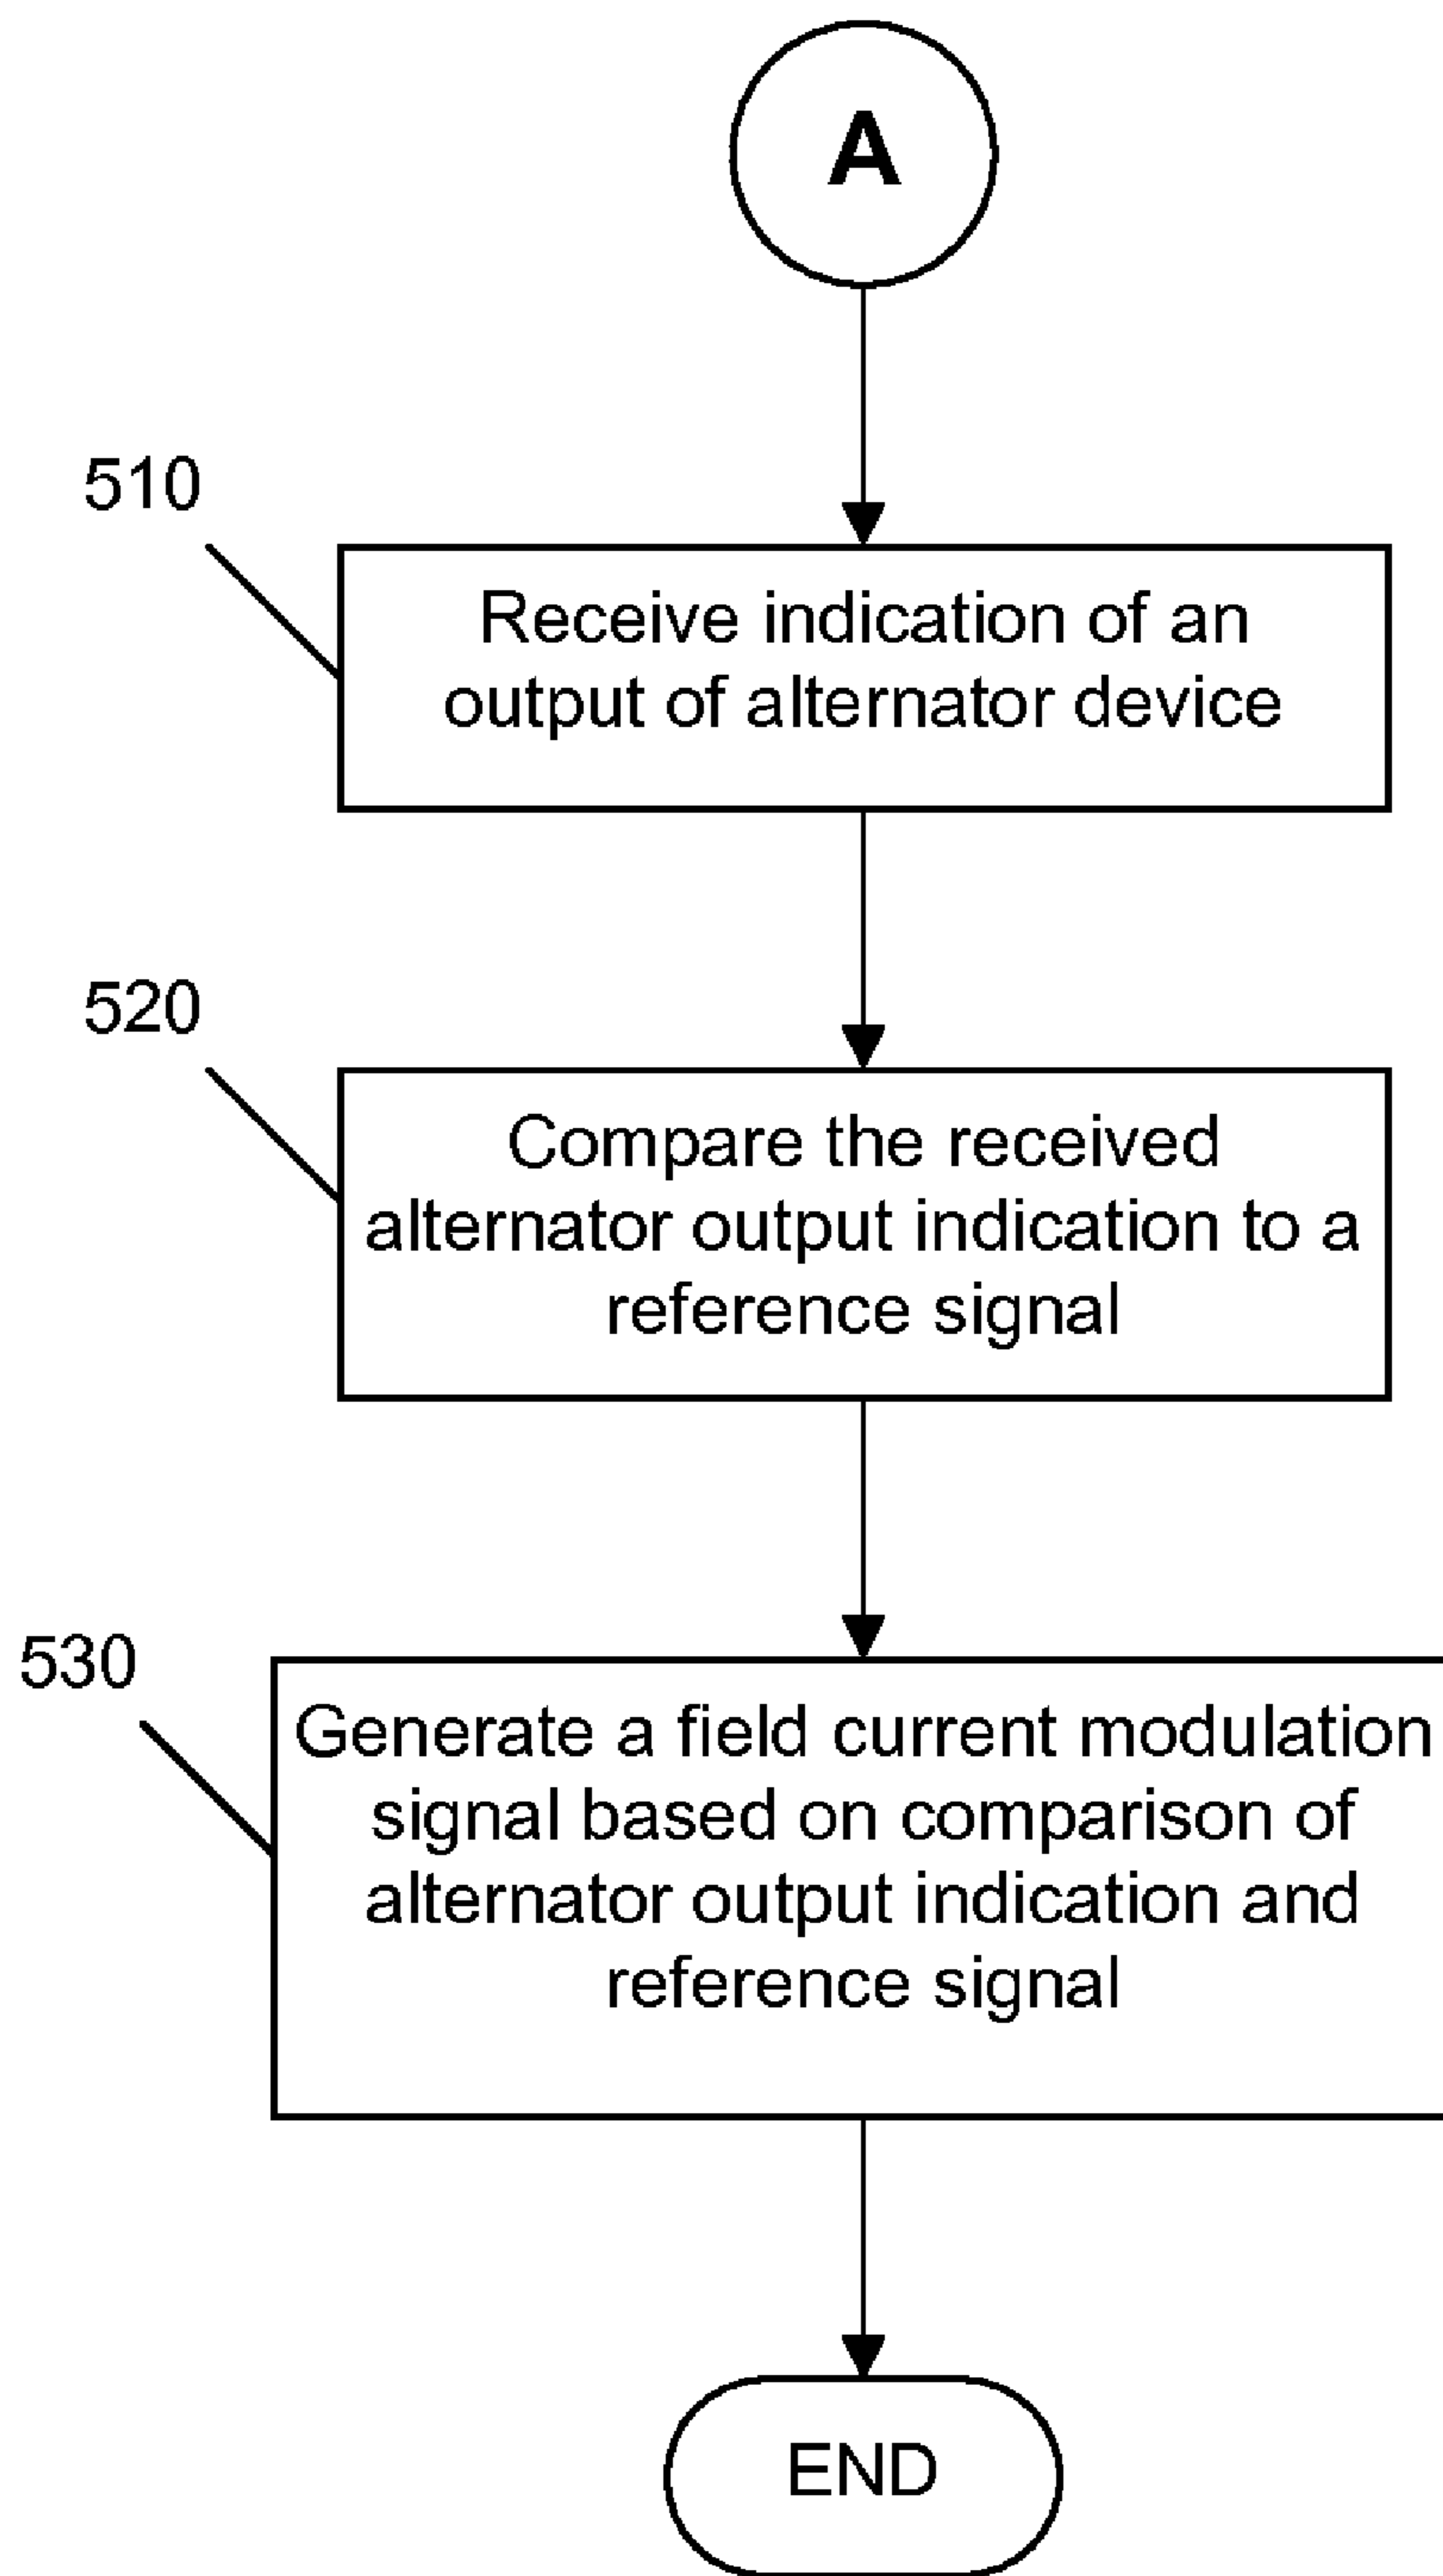 A
510
Receive indication of an
output of alternator device
520
Compare the received
alternator output indication to a
reference signal
530
Generate a field current modulation
signal based on comparison of
alternator output indication and
reference signal
END